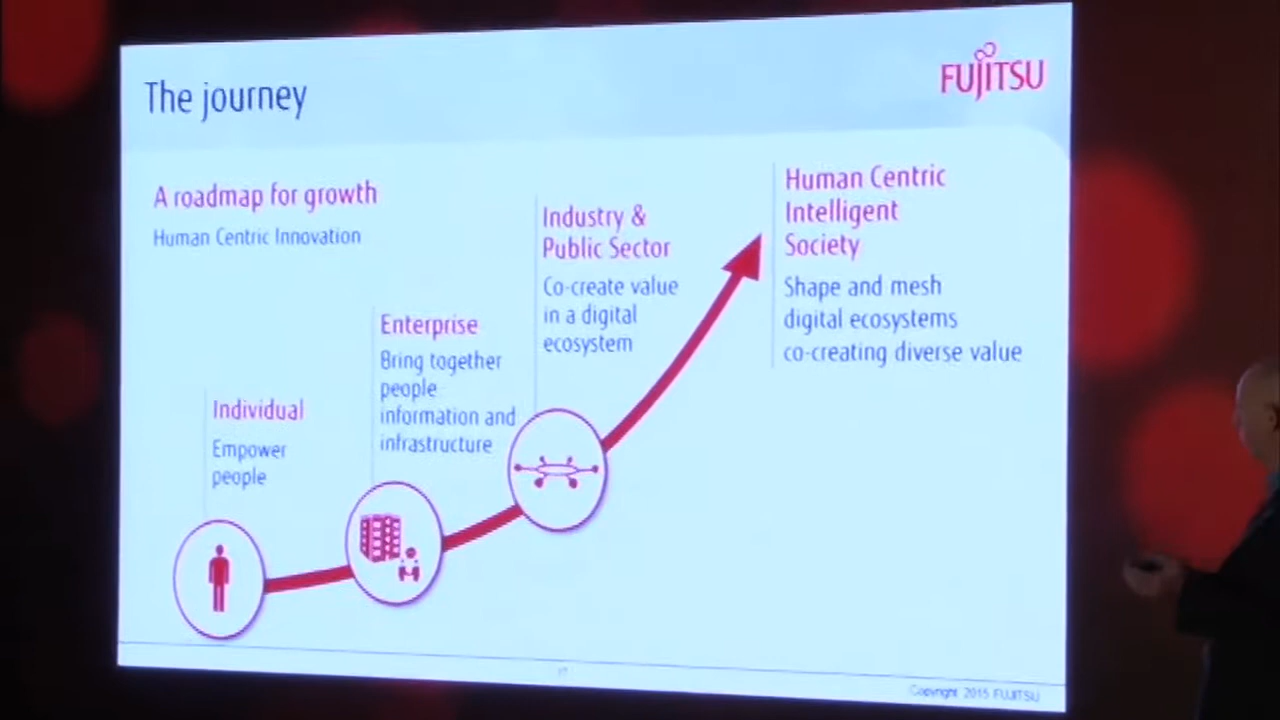 The journey
FUJITSU
A roadmap for growth
Human Centric Innovation
Individual
Empower
people
Enterprise
Bring together
people
information and
infrastructure
Industry &
Public Sector
Co-create value
in a digital
ecosystem
Human Centric
Intelligent
Society
Shape and mesh
digital ecosystems
co-creating diverse value
Copyright 2015 FUJITSU